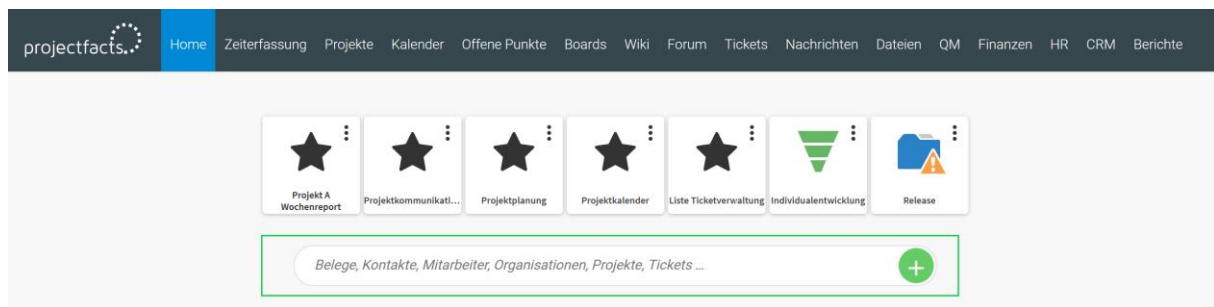 projectfacts Home Zeiterfassung Projekte Kalender Offene Punkte Boards Wiki Forum Tickets Nachrichten Dateien QM Finanzen HR CRM Berichte
Projekt A
Wochenreport
Projektkommunikati...
Projektplanung
Projektkalender
Liste Ticketverwaltung
Individualentwicklung
Release
Belege, Kontakte, Mitarbeiter, Organisationen, Projekte, Tickets ...